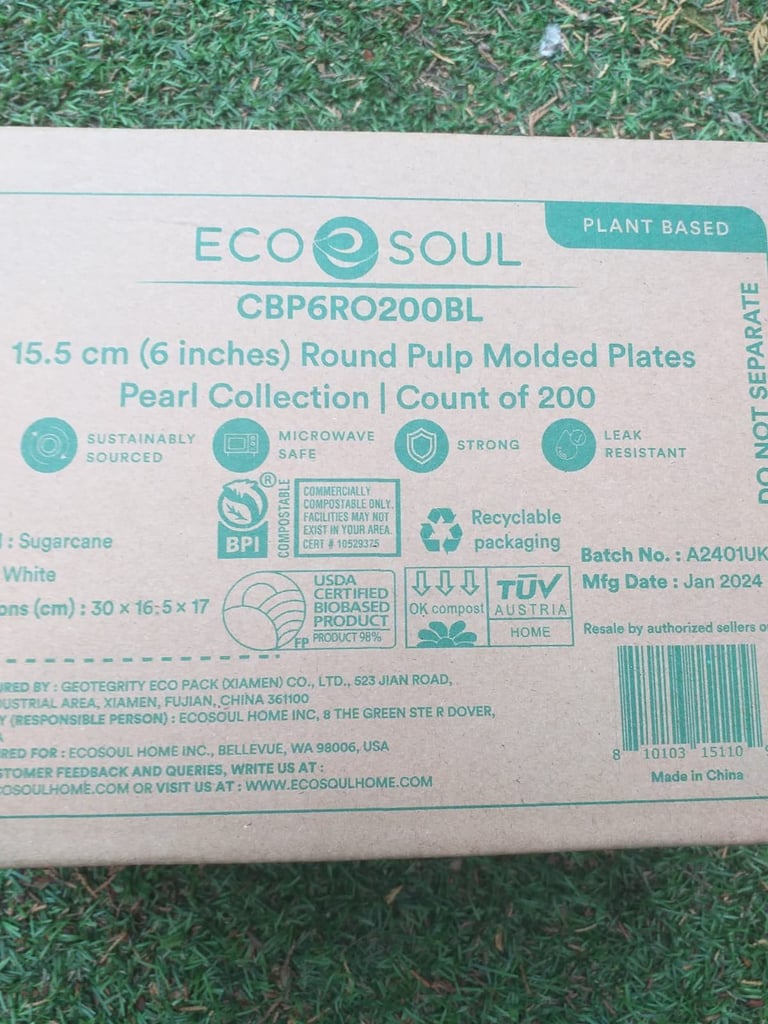 PLANT BASED
ECO SOUL
CBP6RO200BL
15.5 cm (6 inches) Round Pulp Molded Plates
Pearl Collection | Count of 200
DO NOT SEPARATE
SUSTAINABLY
SOURCED
MICROWAVE
SAFE
STRONG
LEAK
RESISTANT
BPI
®
COMPOSTABLE
COMMERCIALLY
COMPOSTABLE ONLY.
FACILITIES MAY NOT
EXIST IN YOUR AREA.
CERT # 10529375
Recyclable
packaging
: Sugarcane
White
ons (cm) : 30 × 16.5 × 17
Batch No. : A2401UK
Mfg Date : Jan 2024
USDA
CERTIFIED
BIOBASED
PRODUCT
FP
PRODUCT 98%
OK compost
TÜV
AUSTRIA
HOME
Resale by authorized sellers o
URED BY : GEOTEGRITY ECO PACK (XIAMEN) CO., LTD., 523 JIAN ROAD,
DUSTRIAL AREA, XIAMEN, FUJIAN, CHINA 361100
Y (RESPONSIBLE PERSON) : ECOSOUL HOME INC, 8 THE GREEN STE R DOVER,
A
RED FOR : ECOSOUL HOME INC., BELLEVUE, WA 98006, USA
STOMER FEEDBACK AND QUERIES, WRITE US AT :
COSOULHOME.COM OR VISIT US AT : WWW.ECOSOULHOME.COM
8 10103 15110 9
Made in China